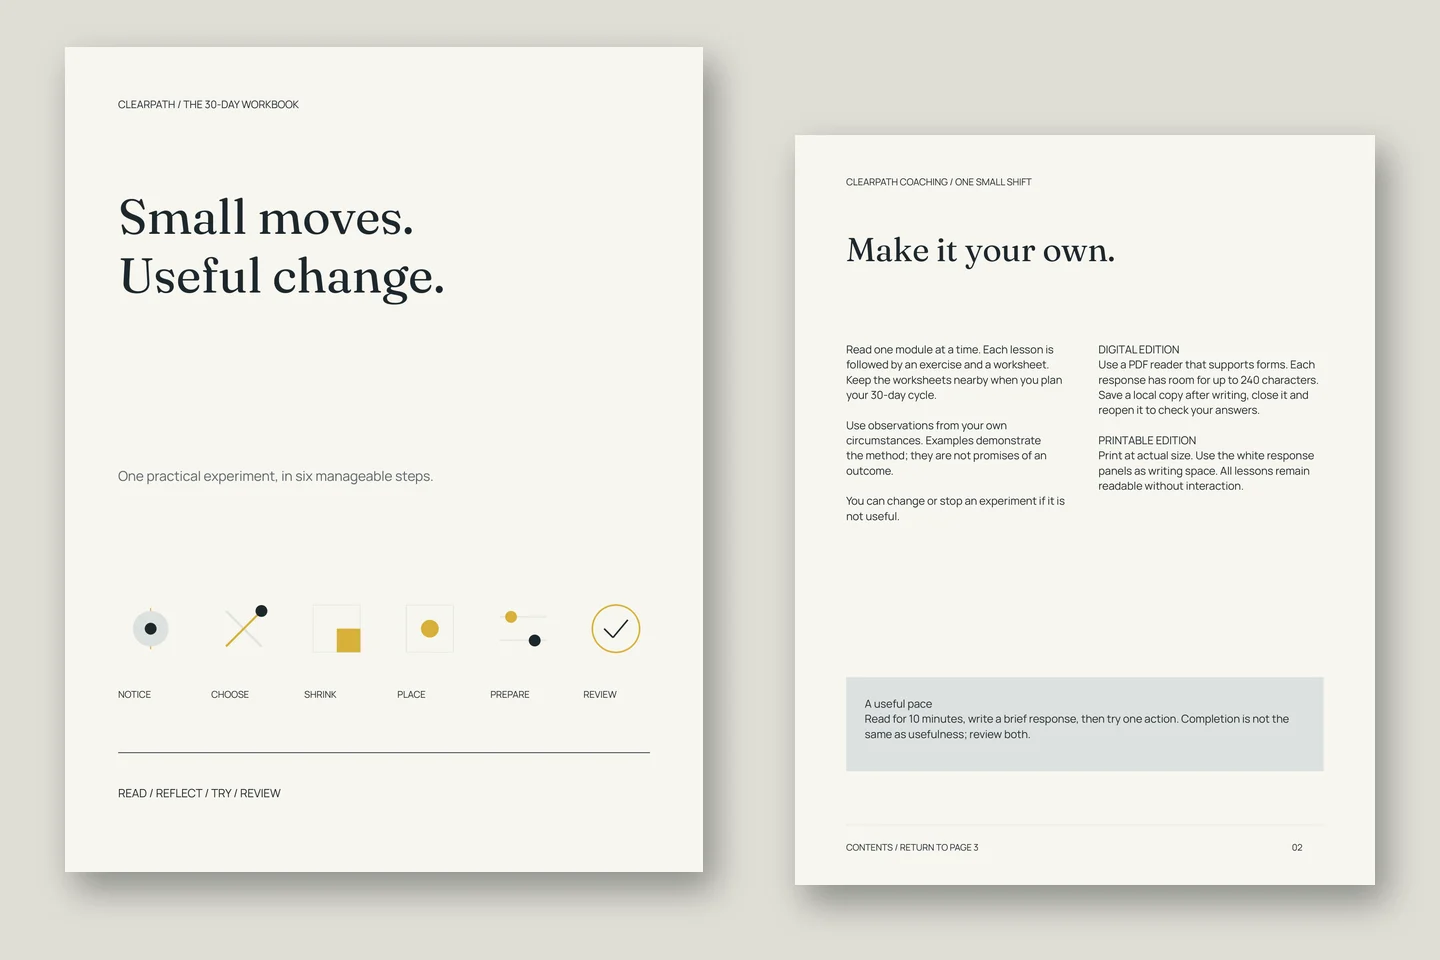 CLEARPATH / THE 30-DAY WORKBOOK
Small moves.
Useful change.
One practical experiment, in six manageable steps.
NOTICE
CHOOSE
SHRINK
PLACE
PREPARE
REVIEW
READ / REFLECT / TRY / REVIEW
CLEARPATH COACHING / ONE SMALL SHIFT
Make it your own.
Read one module at a time. Each lesson is
followed by an exercise and a worksheet.
Keep the worksheets nearby when you plan
your 30-day cycle.
Use observations from your own
circumstances. Examples demonstrate
the method; they are not promises of an
outcome.
You can change or stop an experiment if it is
not useful.
DIGITAL EDITION
Use a PDF reader that supports forms. Each
response has room for up to 240 characters.
Save a local copy after writing, close it and
reopen it to check your answers.
PRINTABLE EDITION
Print at actual size. Use the white response
panels as writing space. All lessons remain
readable without interaction.
A useful pace
Read for 10 minutes, write a brief response, then try one action. Completion is not the
same as usefulness; review both.
CONTENTS / RETURN TO PAGE 3
02